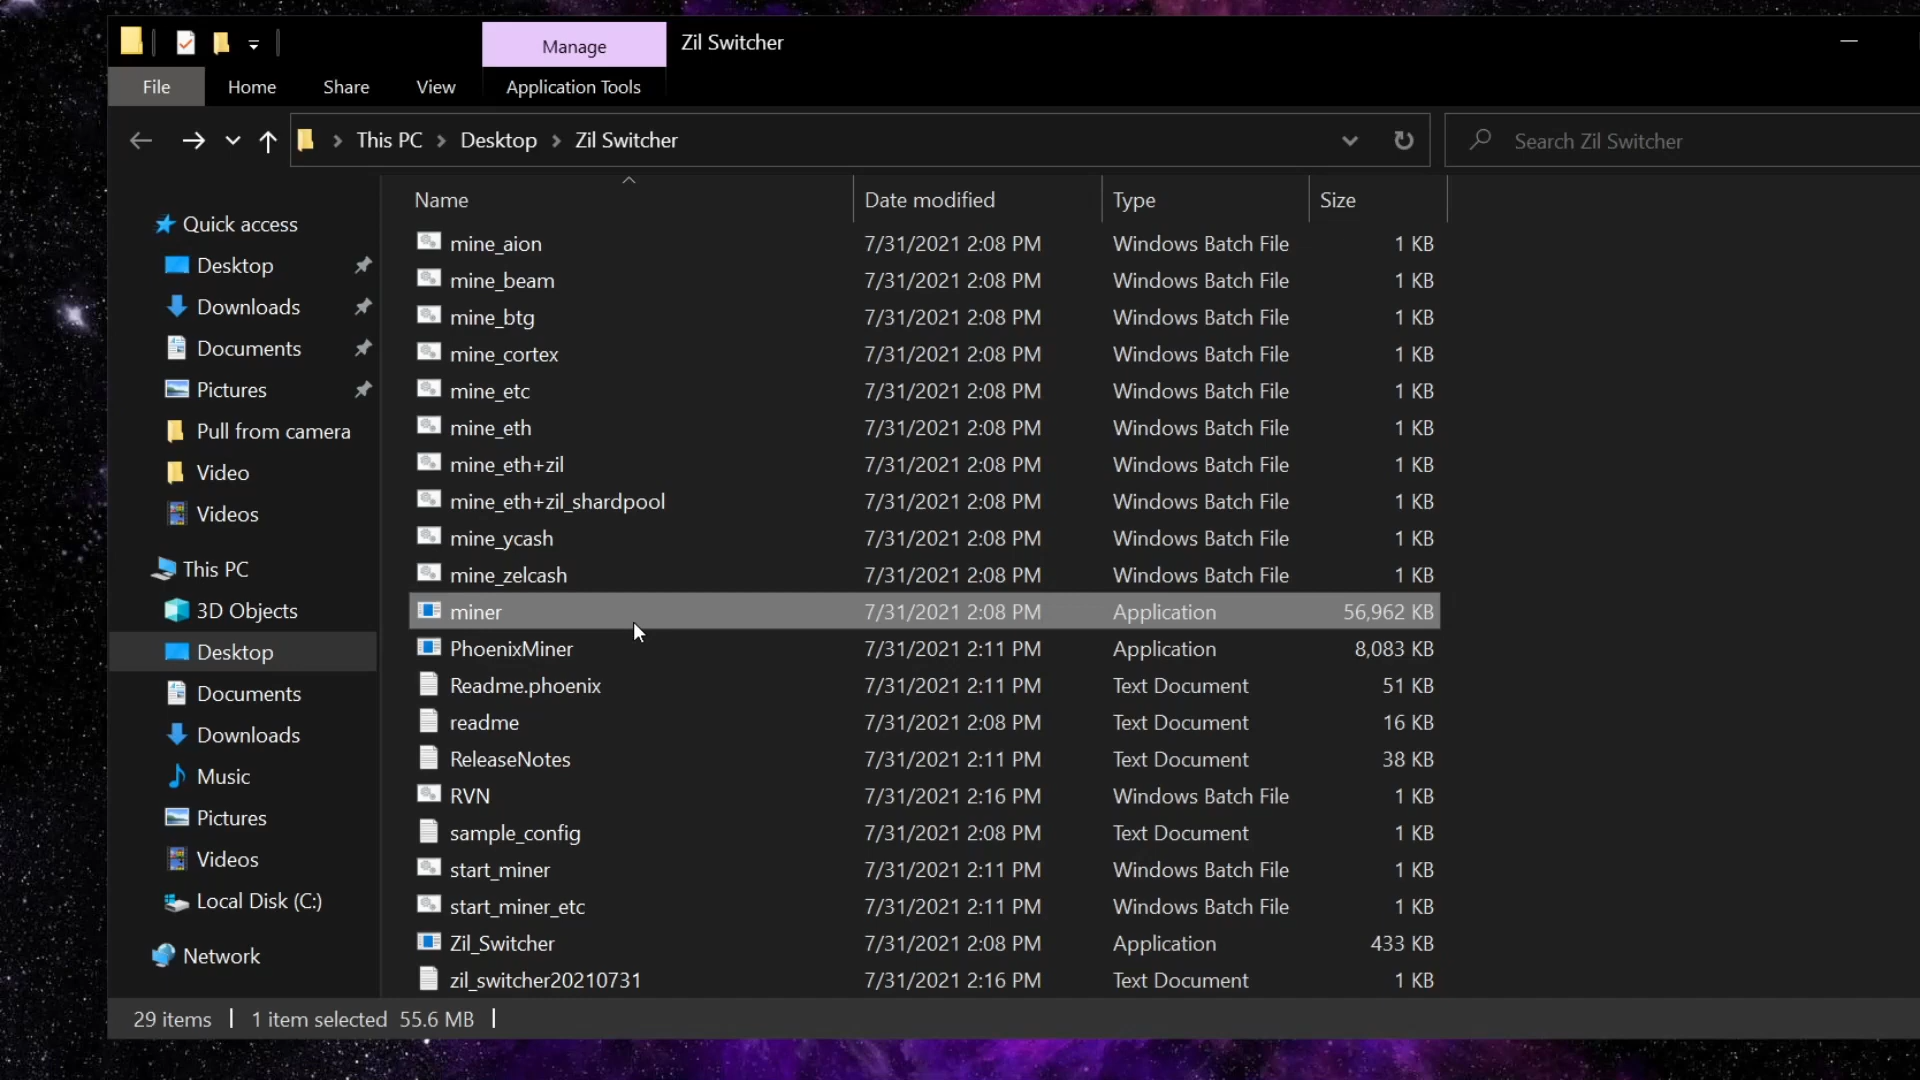 Manage
Zil Switcher
File
Home
Share
View
Application Tools
This PC
Desktop
Zil Switcher
Search Zil Switcher
Quick access
Desktop
Downloads
Documents
Pictures
Pull from camera
Video
Videos
This PC
3D Objects
Desktop
Documents
Downloads
Music
Pictures
Videos
Local Disk (C:)
Network
Name Date modified Type Size
mine_aion 7/31/2021 2:08 PM Windows Batch File 1 KB
mine_beam 7/31/2021 2:08 PM Windows Batch File 1 KB
mine_btg 7/31/2021 2:08 PM Windows Batch File 1 KB
mine_cortex 7/31/2021 2:08 PM Windows Batch File 1 KB
mine_etc 7/31/2021 2:08 PM Windows Batch File 1 KB
mine_eth 7/31/2021 2:08 PM Windows Batch File 1 KB
mine_eth+zil 7/31/2021 2:08 PM Windows Batch File 1 KB
mine_eth+zil_shardpool 7/31/2021 2:08 PM Windows Batch File 1 KB
mine_ycash 7/31/2021 2:08 PM Windows Batch File 1 KB
mine_zelcash 7/31/2021 2:08 PM Windows Batch File 1 KB
miner 7/31/2021 2:08 PM Application 56,962 KB
PhoenixMiner 7/31/2021 2:11 PM Application 8,083 KB
Readme.phoenix 7/31/2021 2:11 PM Text Document 51 KB
readme 7/31/2021 2:08 PM Text Document 16 KB
ReleaseNotes 7/31/2021 2:11 PM Text Document 38 KB
RVN 7/31/2021 2:16 PM Windows Batch File 1 KB
sample_config 7/31/2021 2:08 PM Text Document 1 KB
start_miner 7/31/2021 2:11 PM Windows Batch File 1 KB
start_miner_etc 7/31/2021 2:11 PM Windows Batch File 1 KB
Zil_Switcher 7/31/2021 2:08 PM Application 433 KB
zil_switcher20210731 7/31/2021 2:16 PM Text Document 1 KB
29 items 1 item selected 55.6 MB